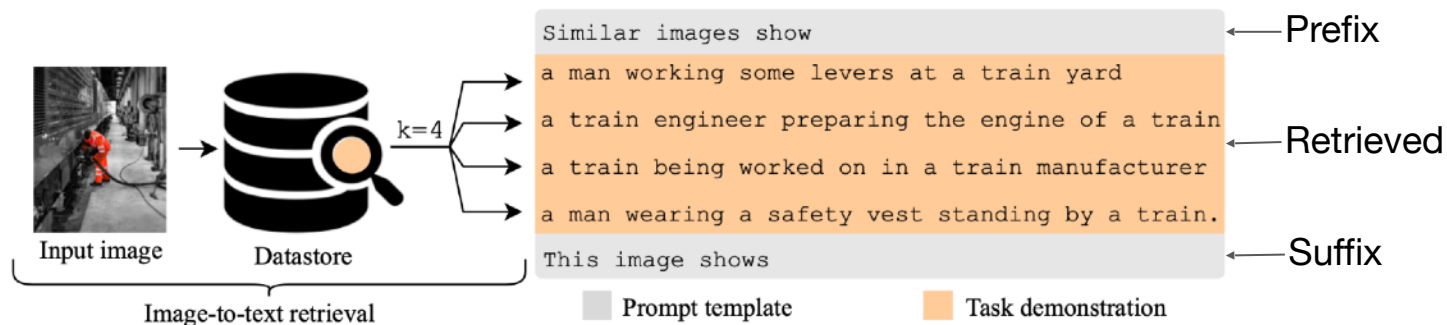 Similar images show
Prefix
a man working some levers at a train yard
k=4
a train engineer preparing the engine of a train
Retrieved
a train being worked on in a train manufacturer
a man wearing a safety vest standing by a train.
Input image
Datastore
This image shows
Suffix
Image-to-text retrieval
Prompt template
Task demonstration